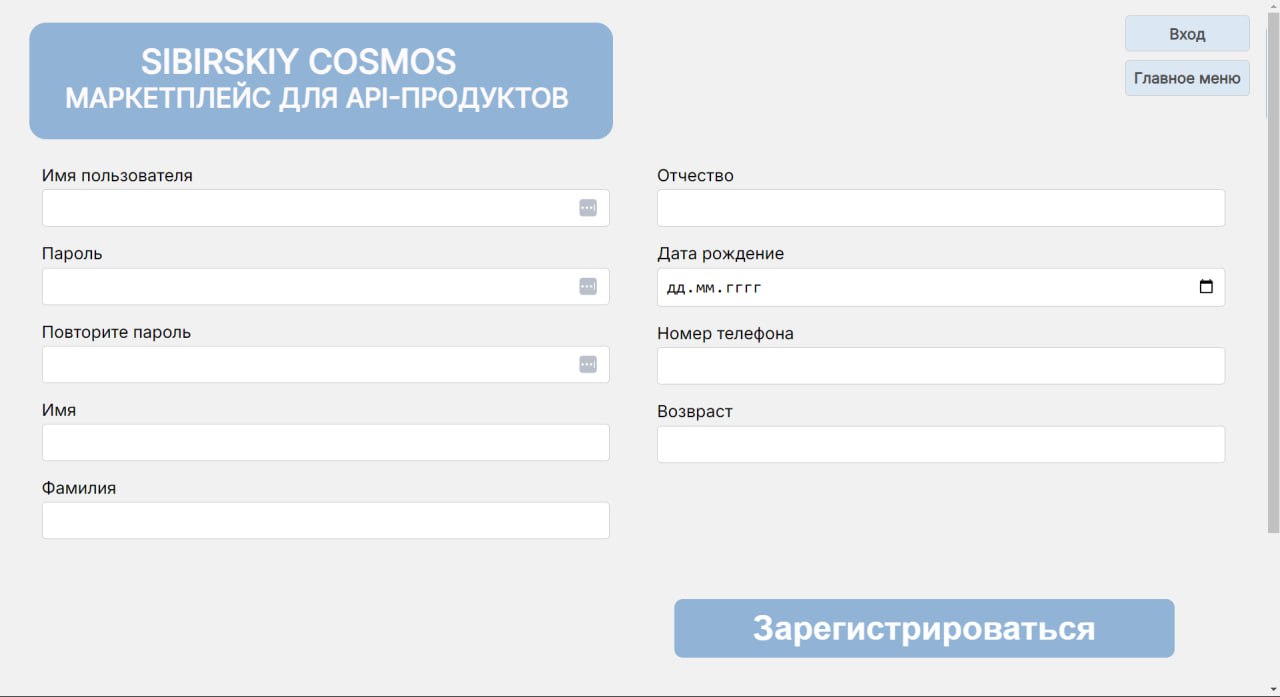 SIBIRSKIY COSMOS
МАРКЕТПЛЕЙС ДЛЯ API-ПРОДУКТОВ
Вход
Главное меню
Имя пользователя
Пароль
Повторите пароль
Имя
Фамилия
Отчество
Дата рождение
дд.мм.гггг
Номер телефона
Возвраст
Зарегистрироваться